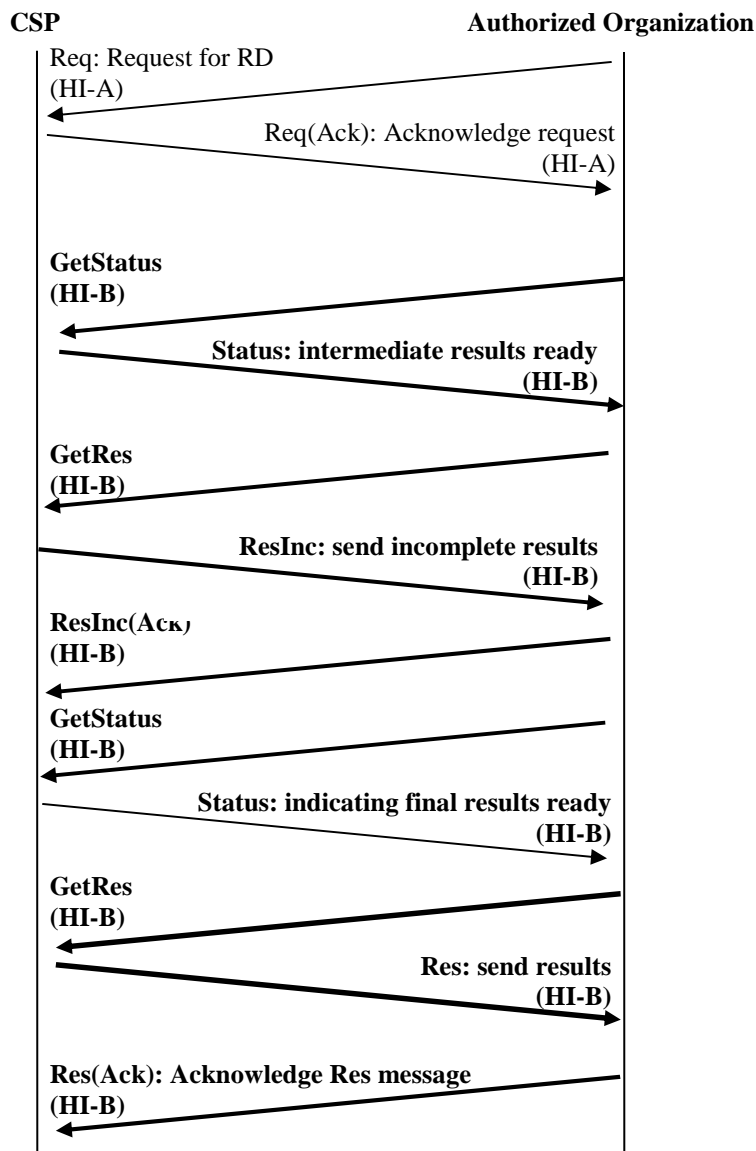 CSP
Authorized Organization
Req: Request for RD
(HI-A)
Req(Ack): Acknowledge request
(HI-A)
GetStatus
(HI-B)
Status: intermediate results ready
(HI-B)
GetRes
(HI-B)
ResInc: send incomplete results
(HI-B)
ResInc(Ack)
(HI-B)
GetStatus
(HI-B)
Status: indicating final results ready
(HI-B)
GetRes
(HI-B)
Res: send results
(HI-B)
Res(Ack): Acknowledge Res message
(HI-B)